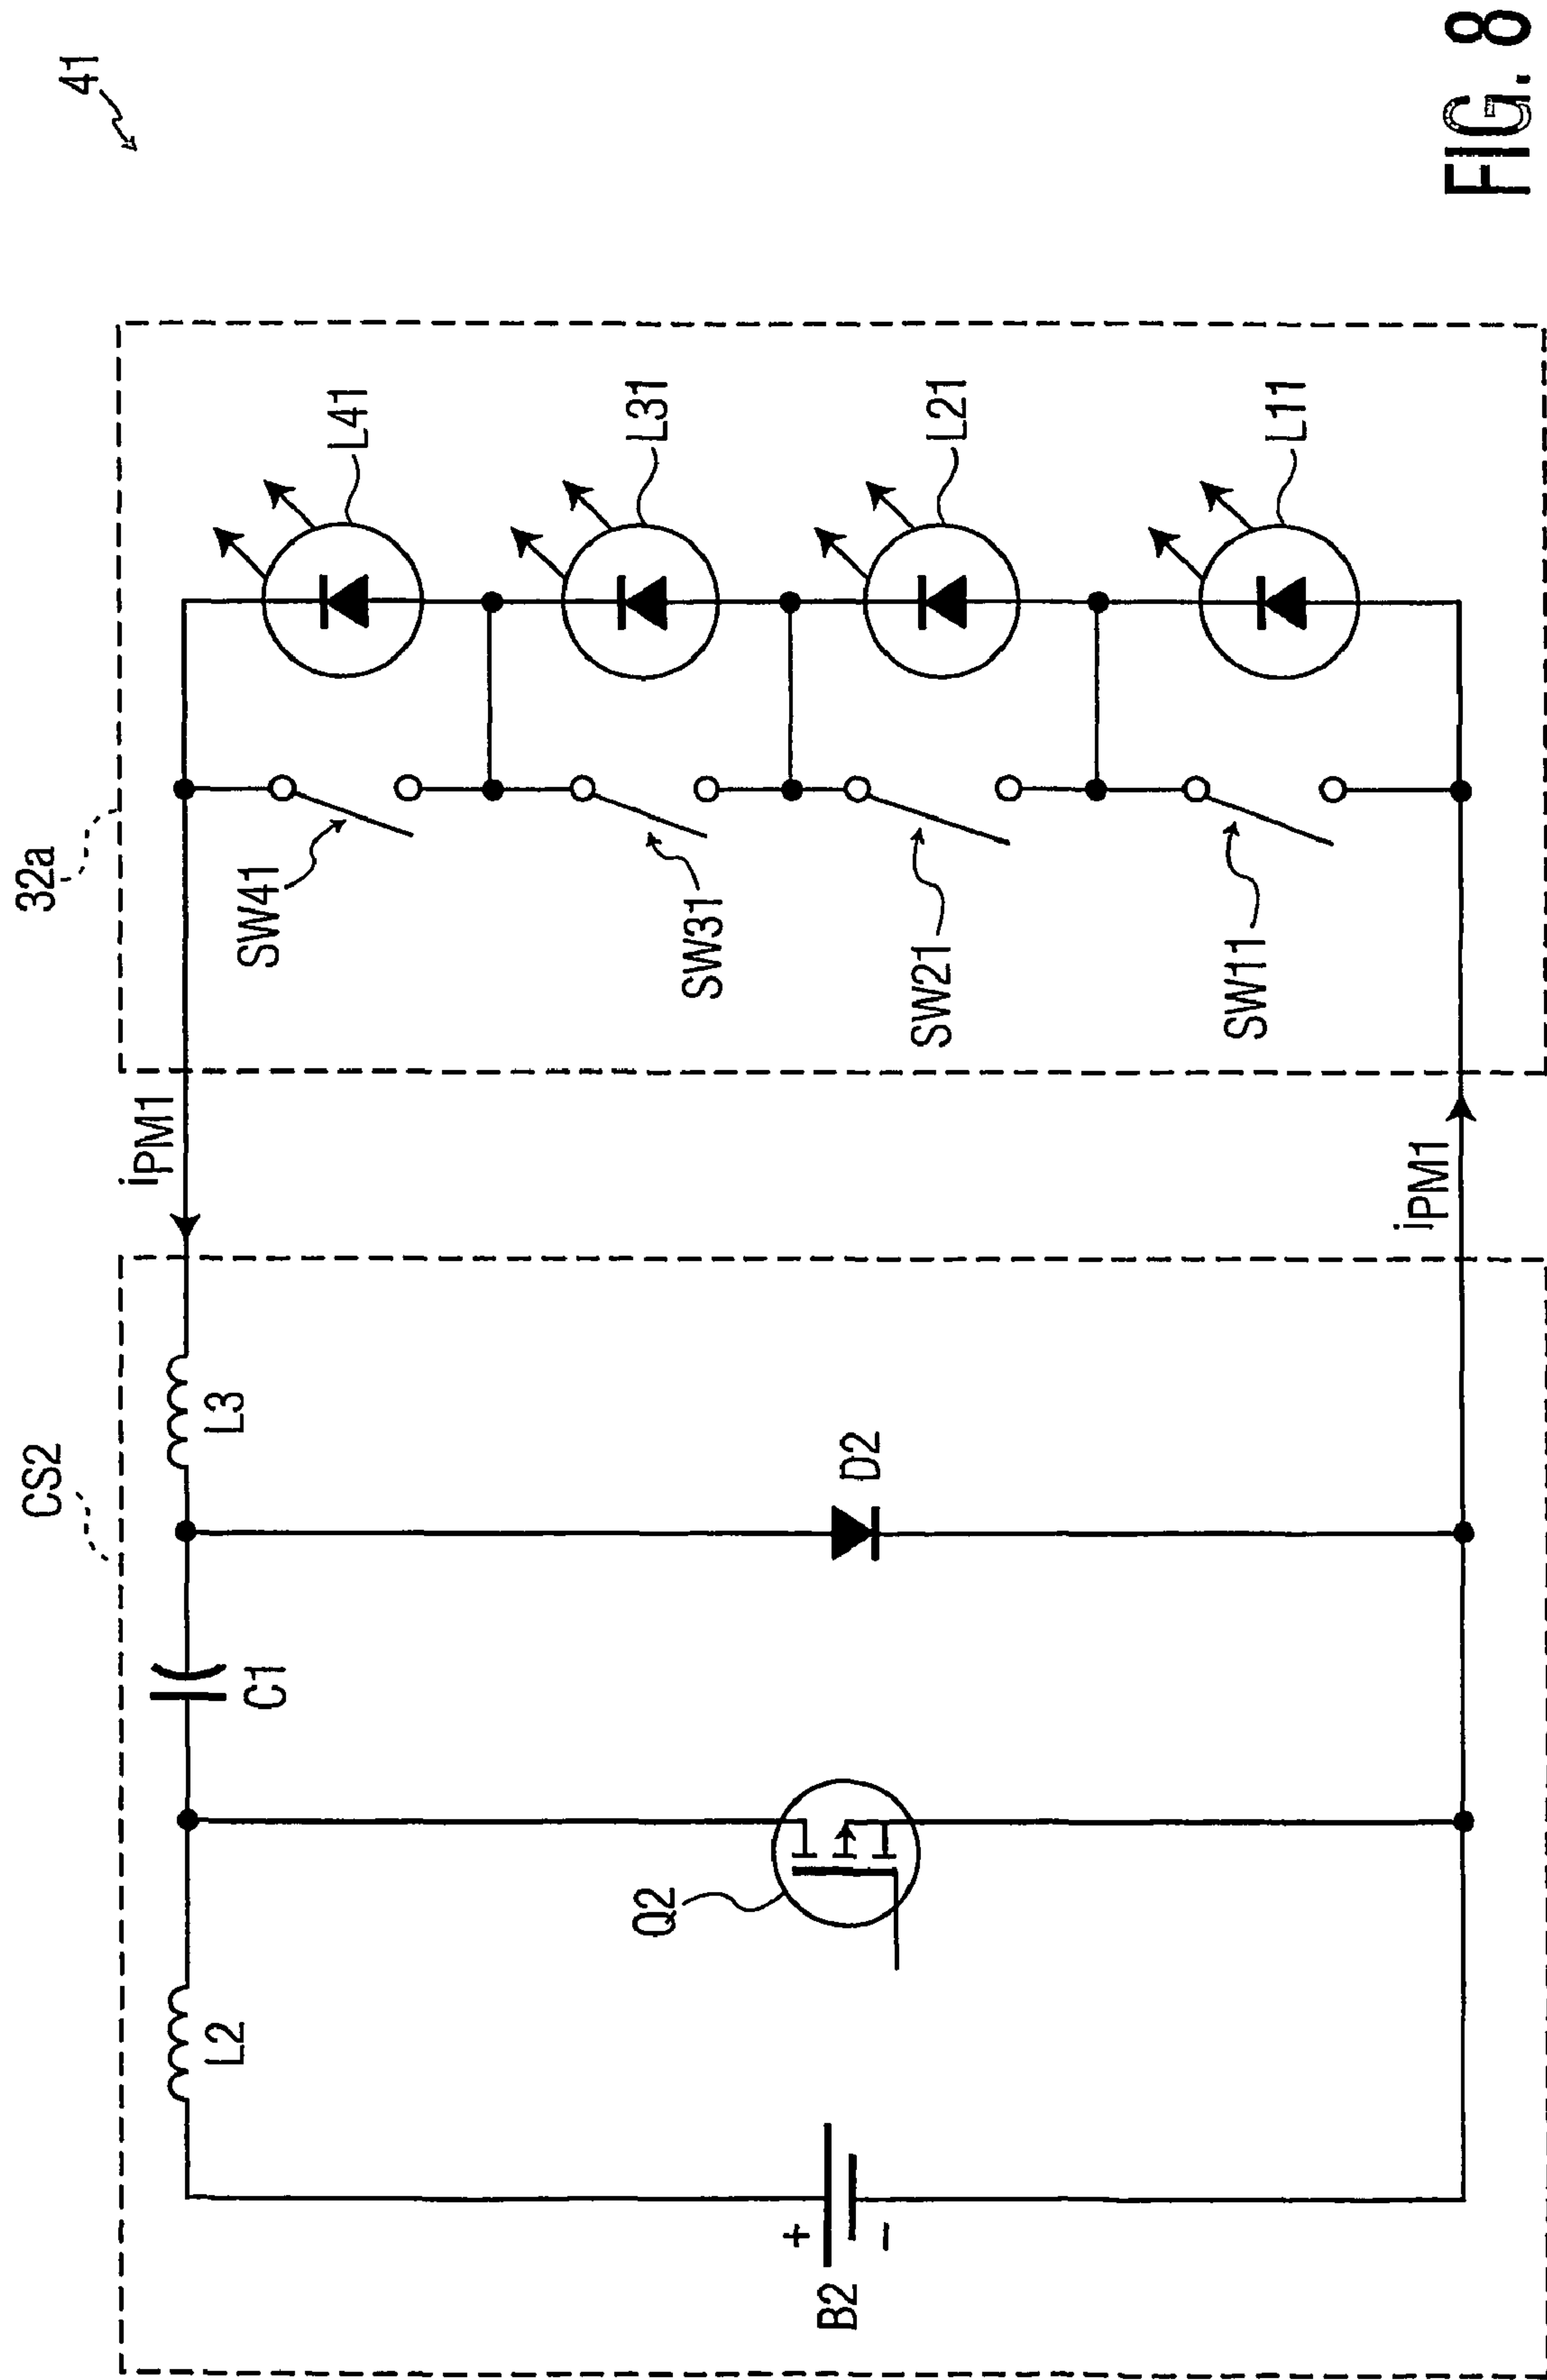 41
32a
CS2
SW41
L41
iPM1
L3
C1
L2
SW31
L31
Q2
D2
B2
+
−
SW21
L21
SW11
L11
iPM1
FIG. 8